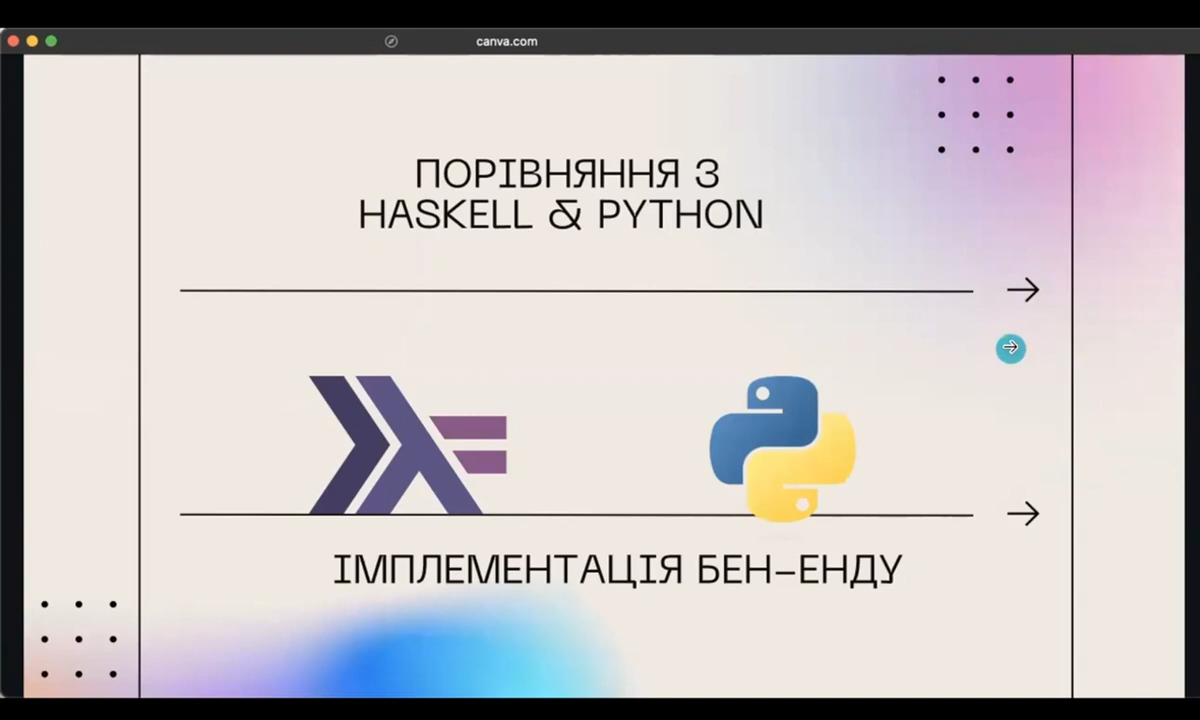 canva.com
ПОРІВНЯННЯ З
HASKELL & PYTHON
ІМПЛЕМЕНТАЦІЯ БЕН-ЕНДУ